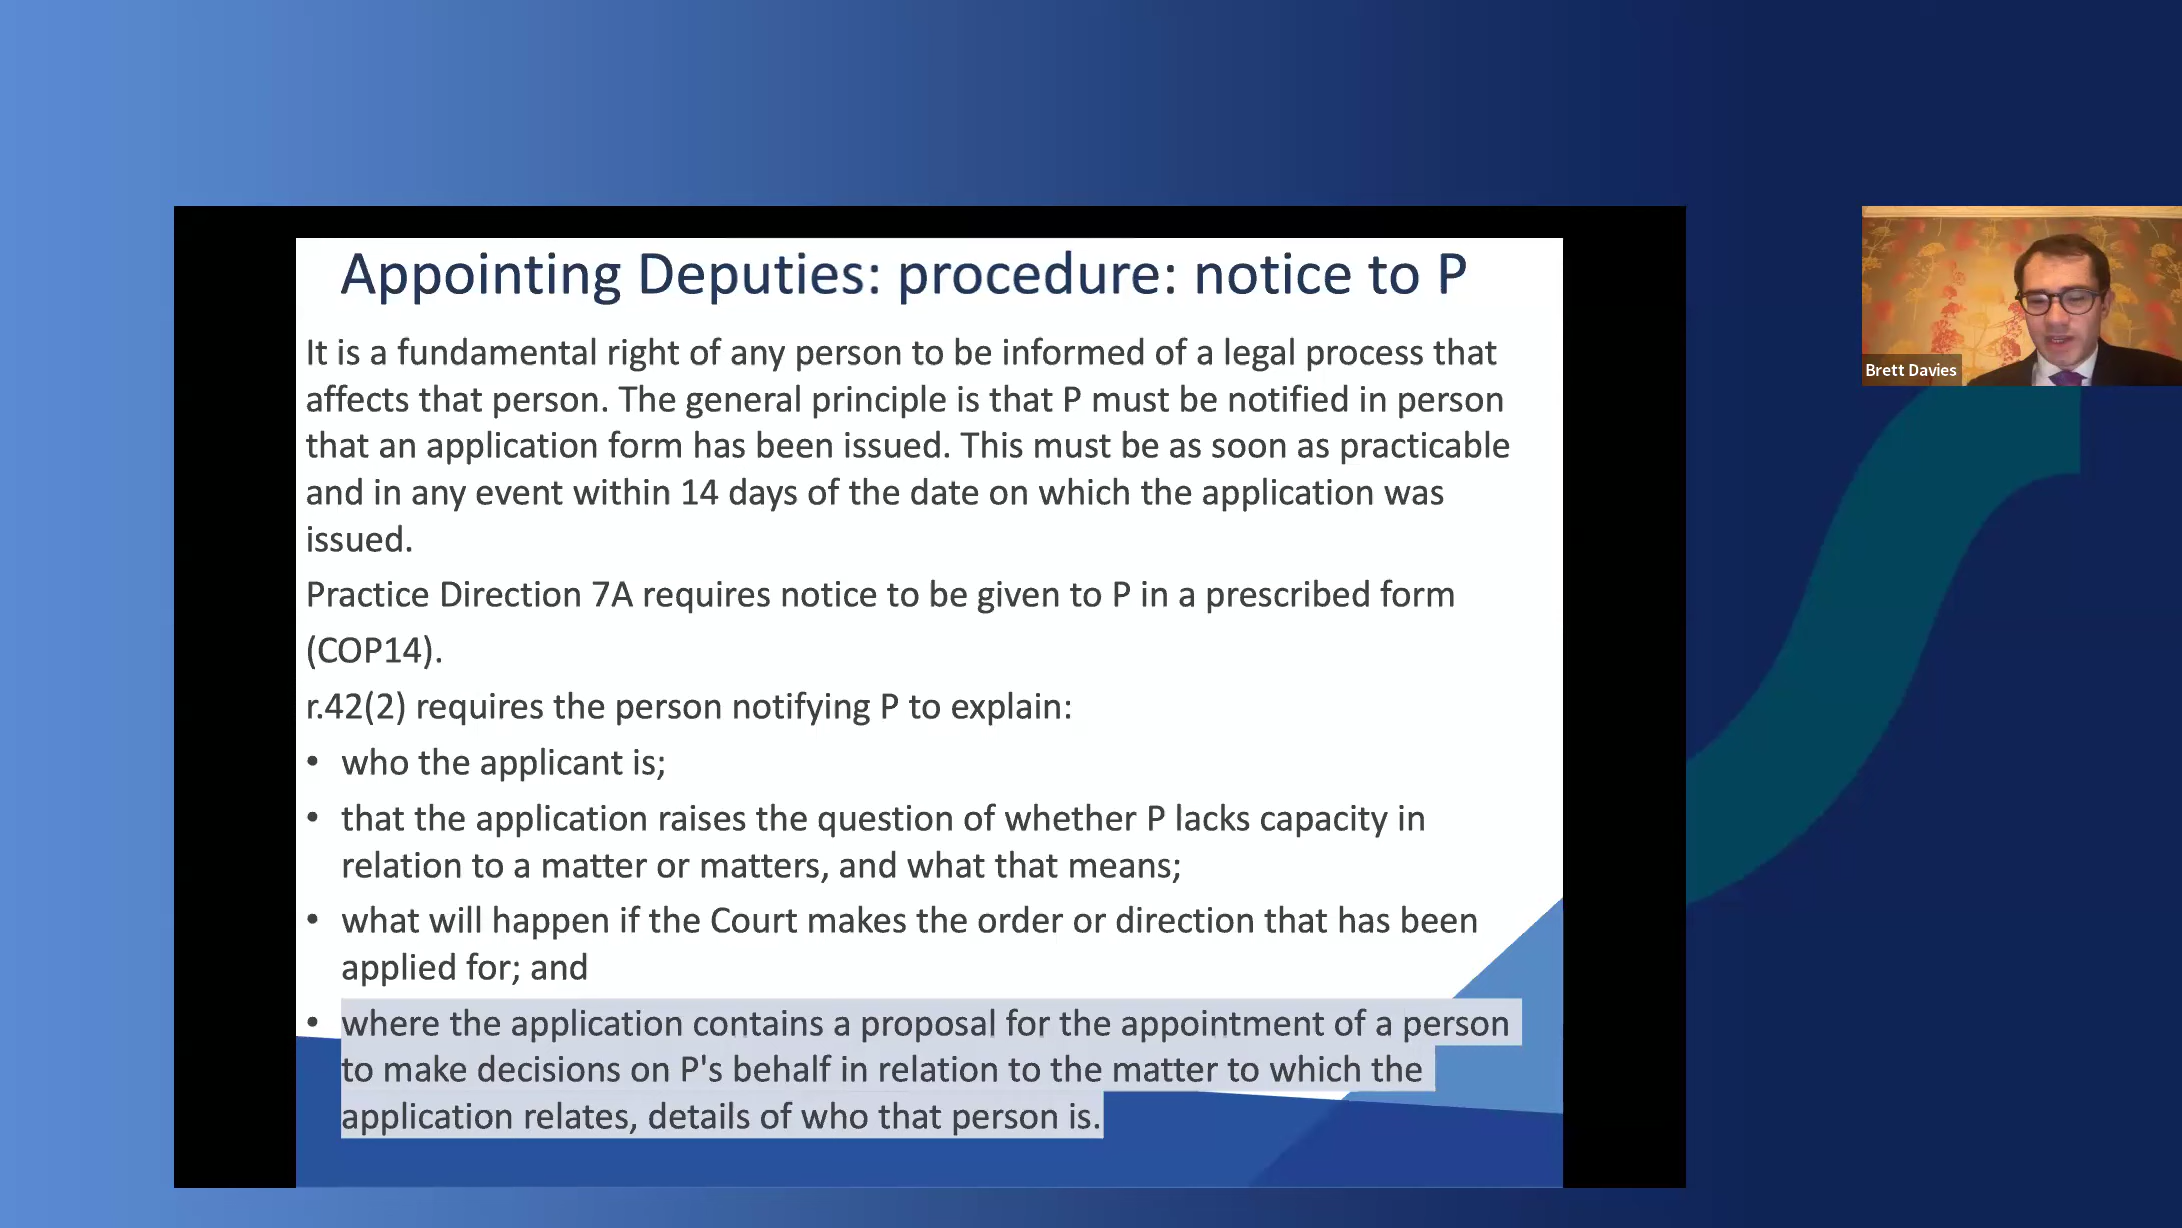 Appointing Deputies: procedure: notice to P
It is a fundamental right of any person to be informed of a legal process that
affects that person. The general principle is that P must be notified in person
that an application form has been issued. This must be as soon as practicable
and in any event within 14 days of the date on which the application was
issued.
Practice Direction 7A requires notice to be given to P in a prescribed form
(COP14).
r.42(2) requires the person notifying P to explain:
• who the applicant is;
• that the application raises the question of whether P lacks capacity in
relation to a matter or matters, and what that means;
• what will happen if the Court makes the order or direction that has been
applied for; and
• where the application contains a proposal for the appointment of a person
to make decisions on P's behalf in relation to the matter to which the
application relates, details of who that person is.
Brett Davies